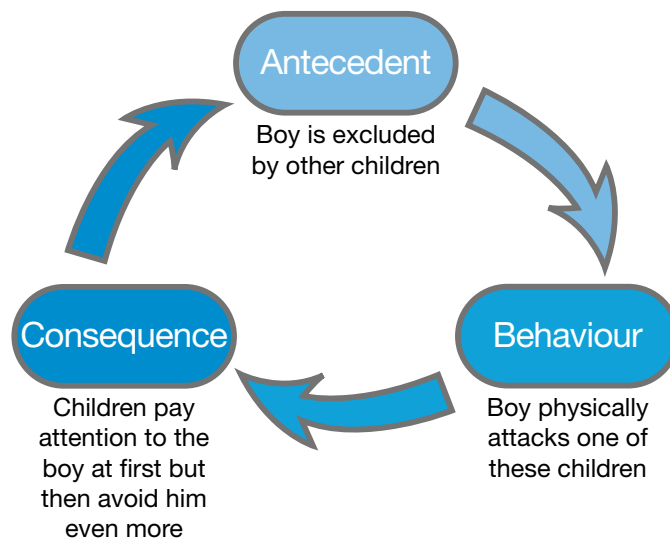 Antecedent
Boy is excluded
by other children
Behaviour
Boy physically
attacks one of
these children
Consequence
Children pay
attention to the
boy at first but
then avoid him
even more